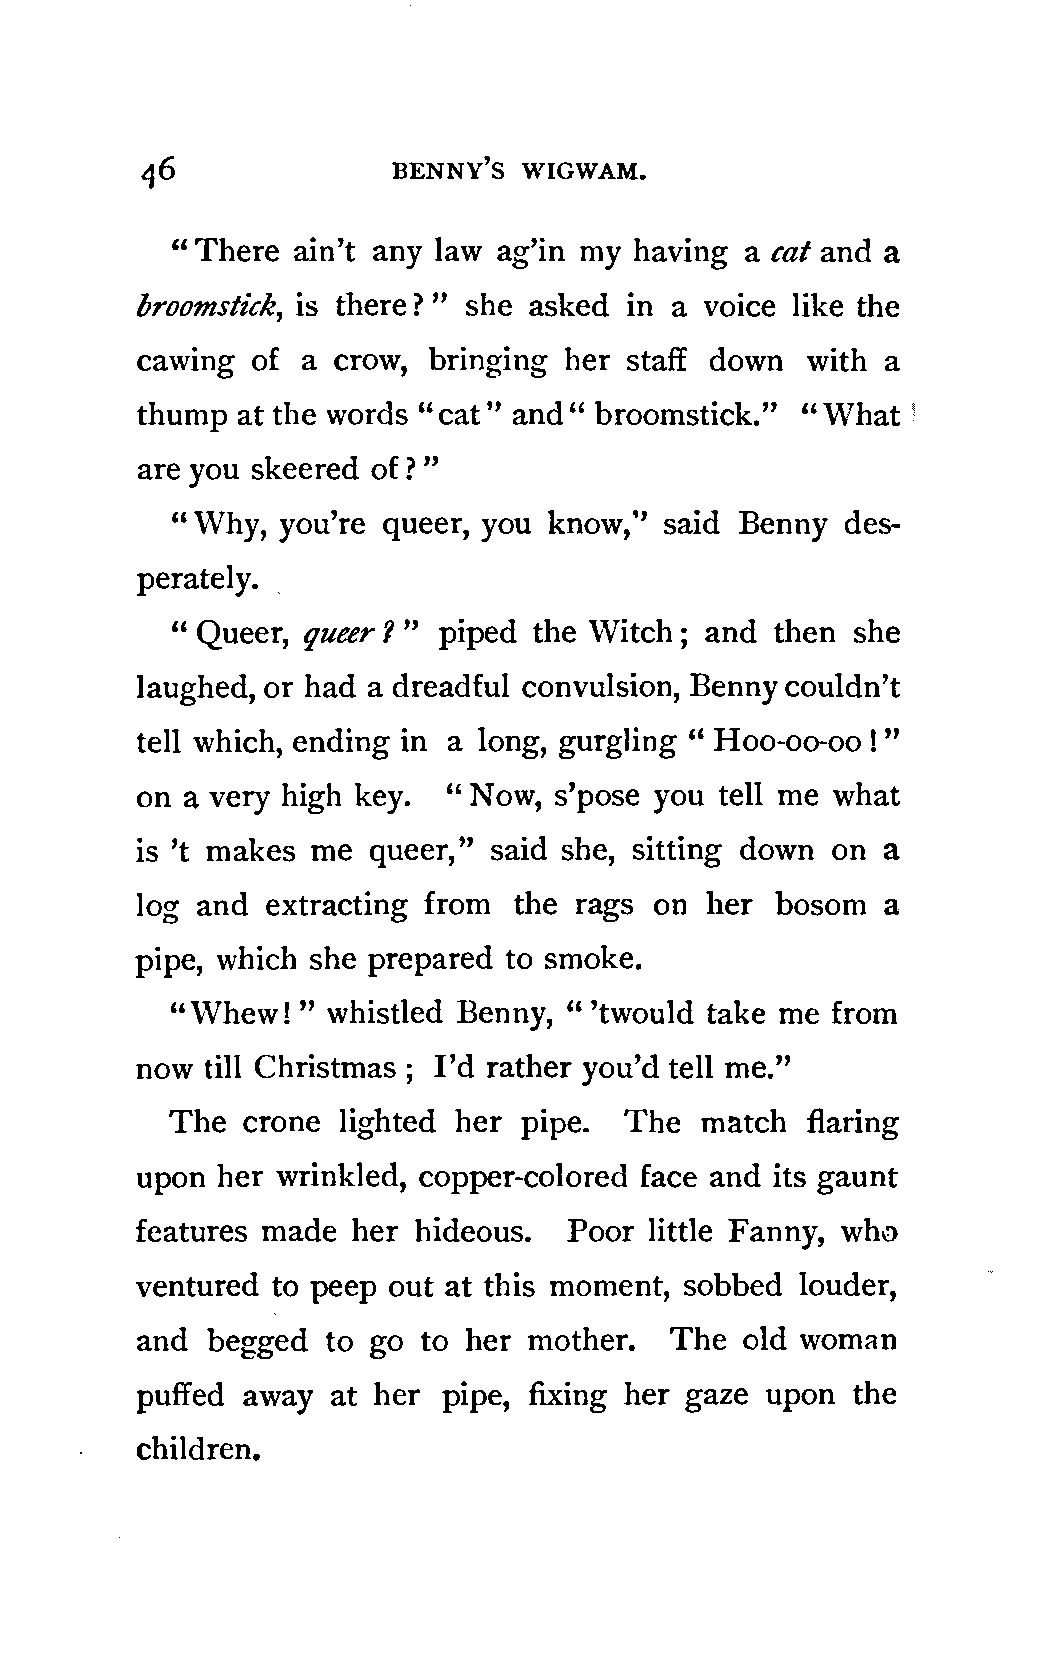 46 BENNY'S WIGWAM.
"There ain't any law ag'in my having a cat and a
broomstick, is there?" she asked in a voice like the
cawing of a crow, bringing her staff down with a
thump at the words "cat" and "broomstick." "What
are you skeered of?"
"Why, you're queer, you know," said Benny des-
perately.
"Queer, queer?" piped the Witch; and then she
laughed, or had a dreadful convulsion, Benny couldn't
tell which, ending in a long, gurgling "Hoo-oo-oo!"
on a very high key. "Now, s'pose you tell me what
is 't makes me queer," said she, sitting down on a
log and extracting from the rags on her bosom a
pipe, which she prepared to smoke.
"Whew!" whistled Benny, "'twould take me from
now till Christmas; I'd rather you'd tell me."
The crone lighted her pipe. The match flaring
upon her wrinkled, copper-colored face and its gaunt
features made her hideous. Poor little Fanny, who
ventured to peep out at this moment, sobbed louder,
and begged to go to her mother. The old woman
puffed away at her pipe, fixing her gaze upon the
children.